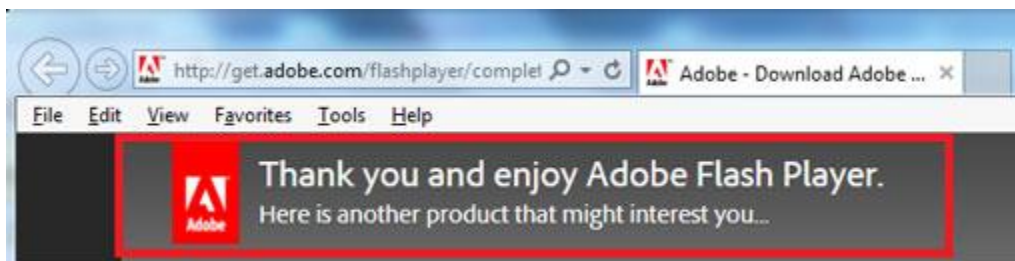 http://get.adobe.com/flashplayer/complet
Adobe - Download Adobe ...
File Edit View Favorites Tools Help
Adobe
Thank you and enjoy Adobe Flash Player.
Here is another product that might interest you...